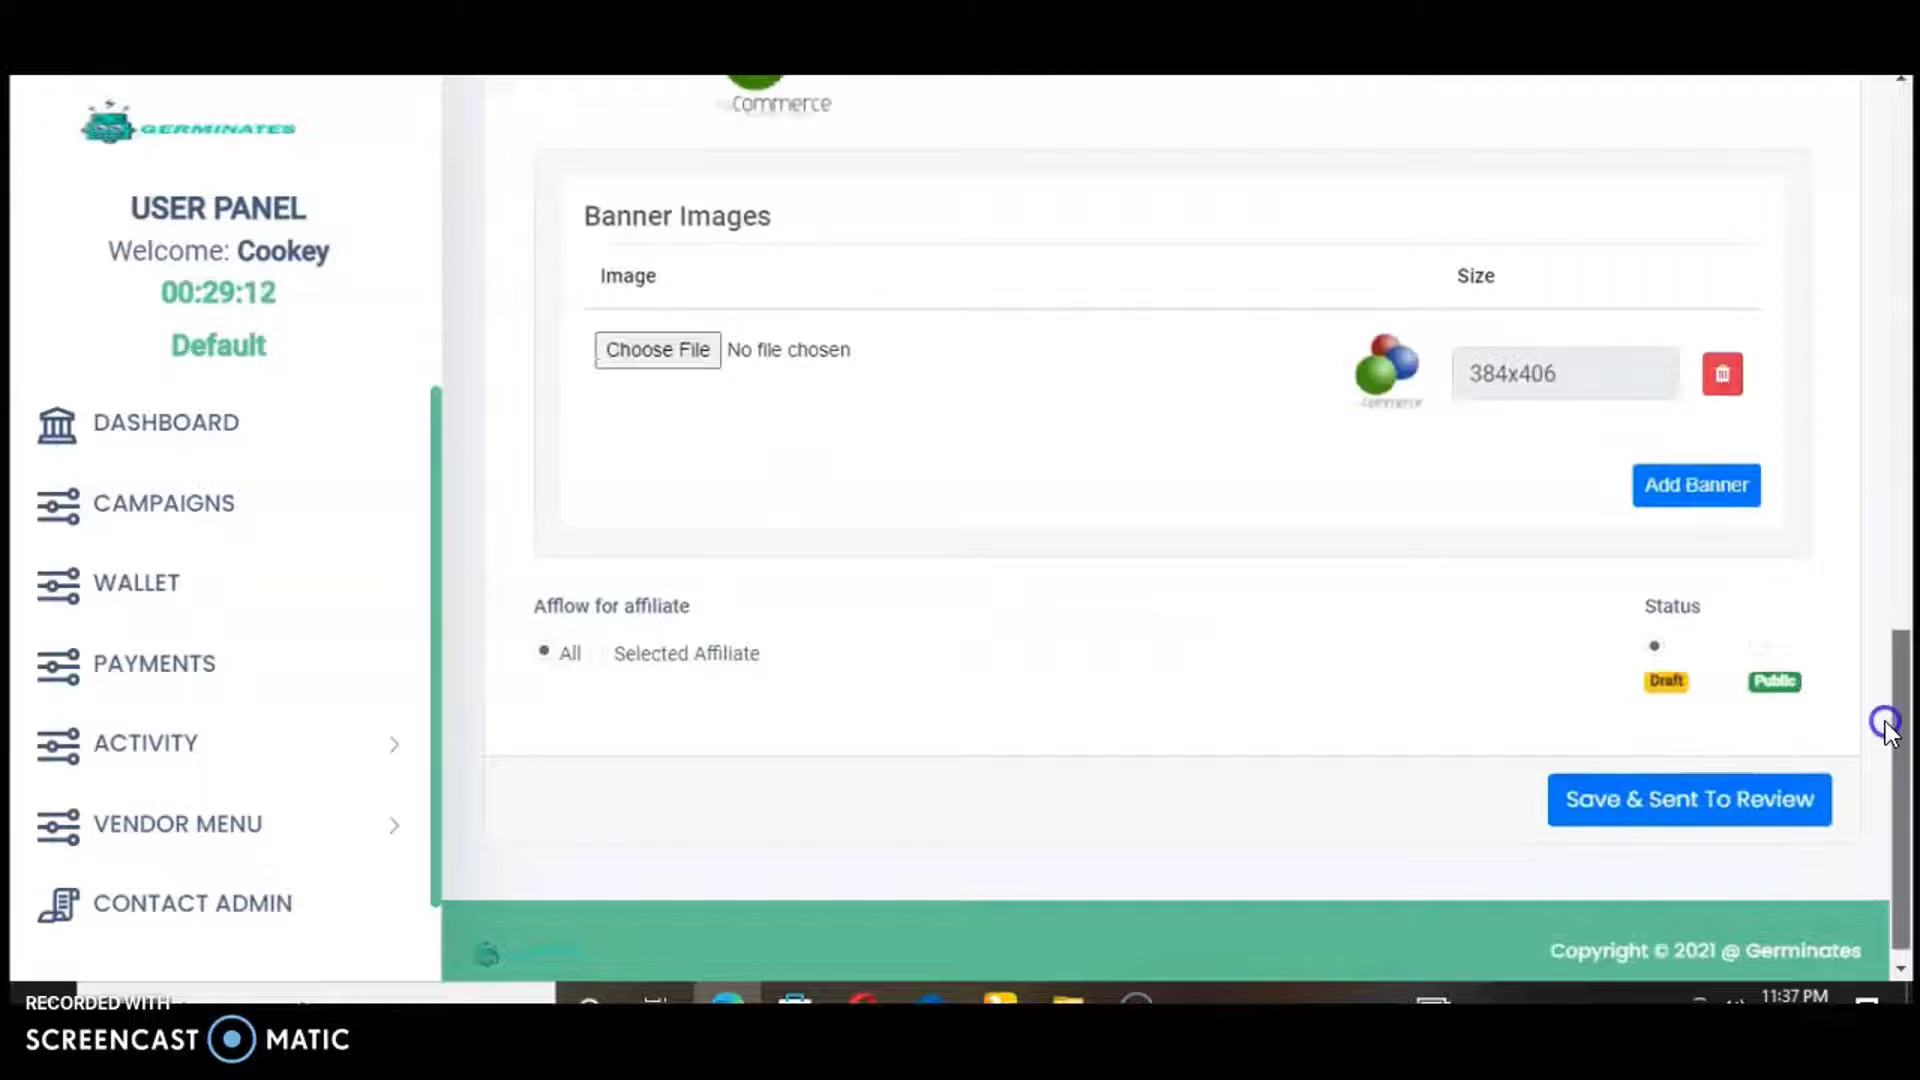 Commerce
GERMINATES
USER PANEL
Welcome: Cookey
00:29:12
Default
DASHBOARD
CAMPAIGNS
WALLET
PAYMENTS
ACTIVITY
VENDOR MENU
CONTACT ADMIN
Banner Images
Image Size
Choose File No file chosen
commerce
384x406
Add Banner
Afflow for affiliate Status
All Selected Affiliate
Draft Public
Save & Sent To Review
Copyright © 2021 @ Germinates
11:37 PM
RECORDED WITH
SCREENCAST MATIC